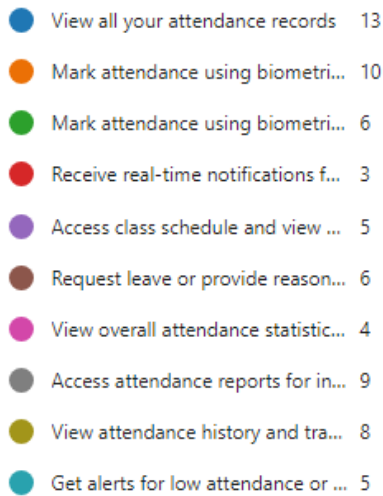 View all your attendance records 13
Mark attendance using biometri... 10
Mark attendance using biometri... 6
Receive real-time notifications f... 3
Access class schedule and view ... 5
Request leave or provide reason... 6
View overall attendance statistic... 4
Access attendance reports for in... 9
View attendance history and tra... 8
Get alerts for low attendance or ... 5